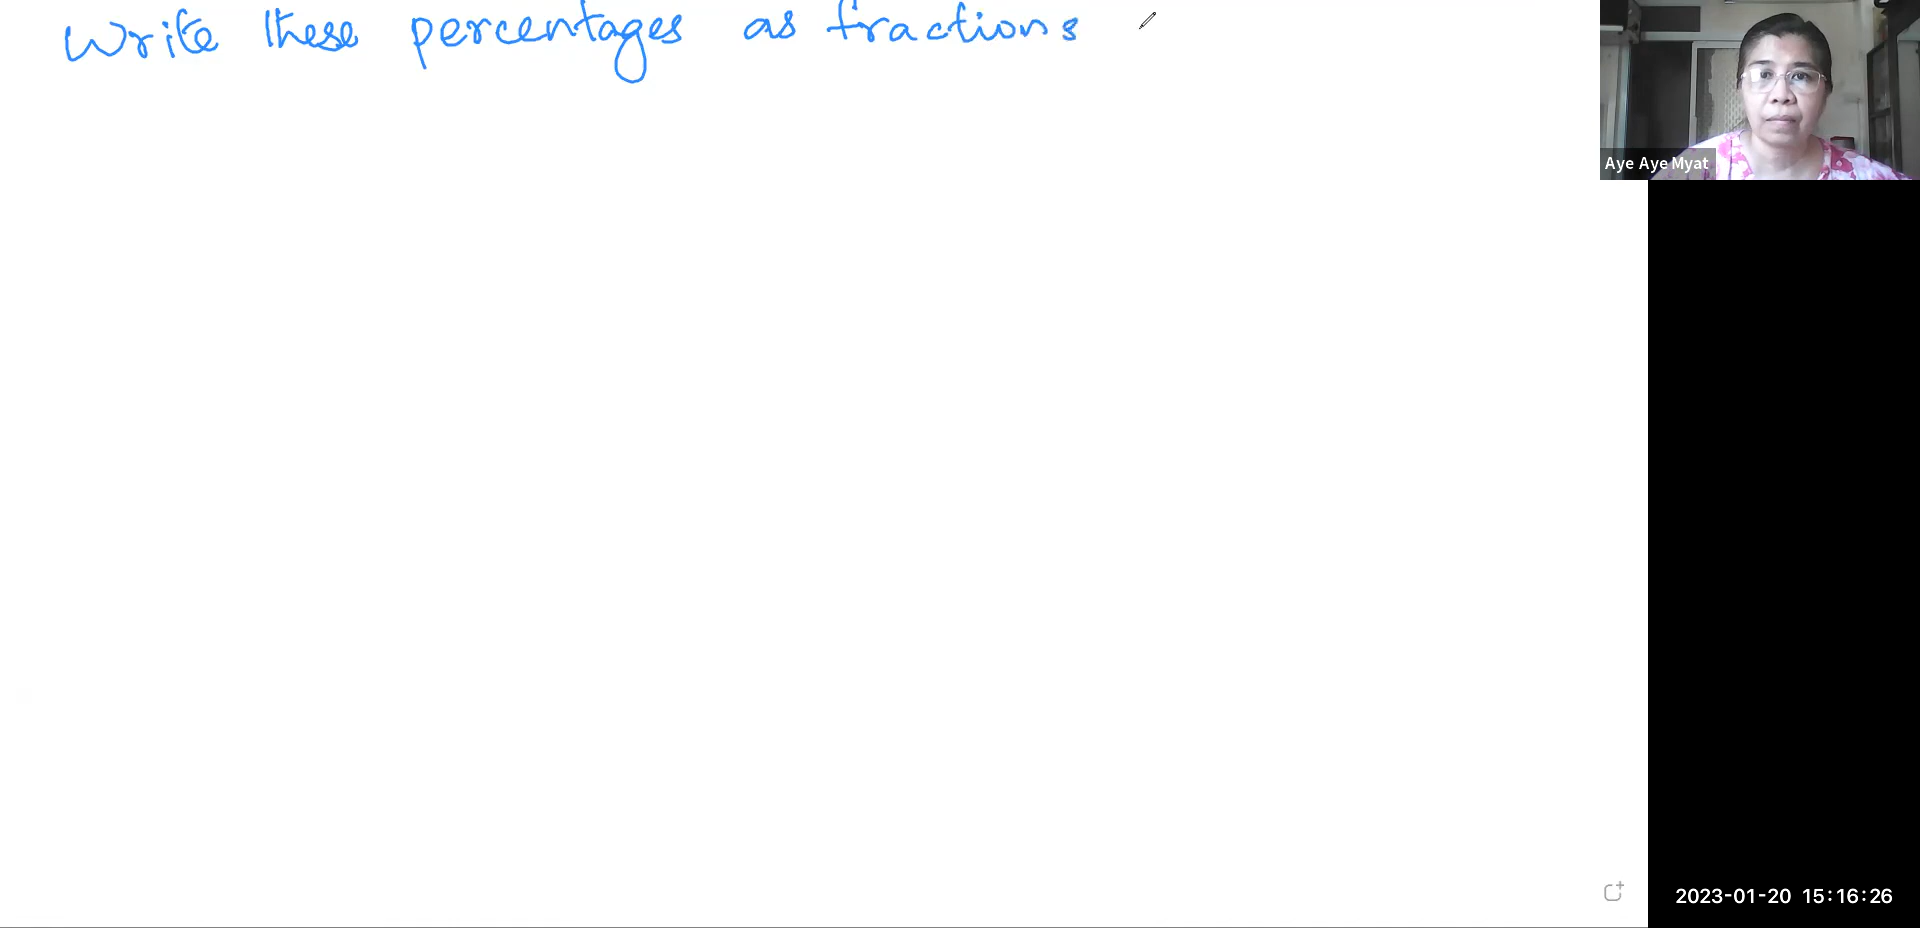 Write these percentages as fractions
Aye Aye Myat
2023-01-20 15:16:26